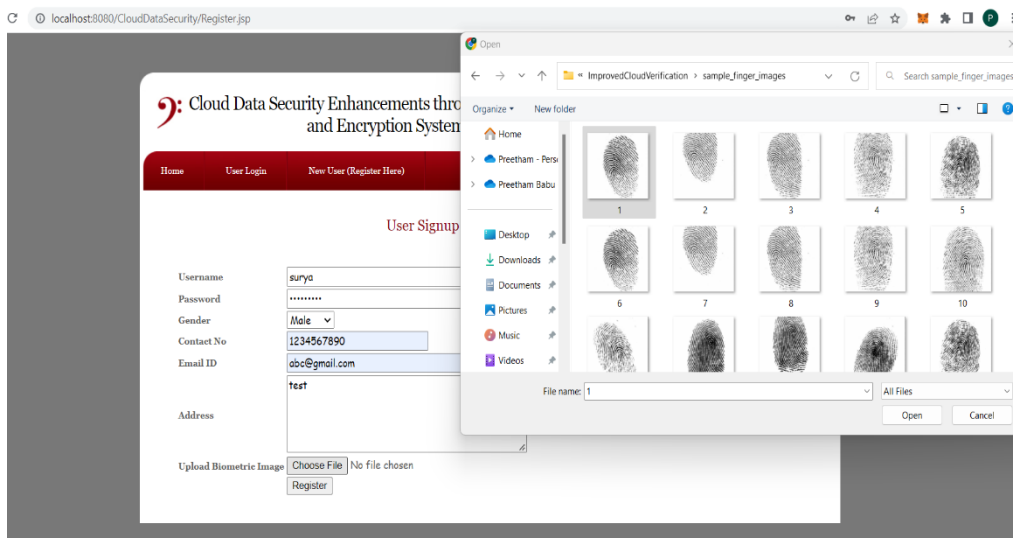 localhost:8080/CloudDataSecurity/Register.jsp
P
Open
« ImprovedCloudVerification › sample_finger_images
Search sample_finger_images
Organize
New folder
Home
Preetham - Pers
Preetham Babu
Desktop
Downloads
Documents
Pictures
Music
Videos
1
2
3
4
5
6
7
8
9
10
File name: 1
All Files
Open
Cancel
Cloud Data Security Enhancements thro
and Encryption System
Home
User Login
New User (Register Here)
User Signup
Username surya
Password •••••••••
Gender Male
Contact No 1234567890
Email ID abc@gmail.com
Address test
Upload Biometric Image Choose File No file chosen
Register